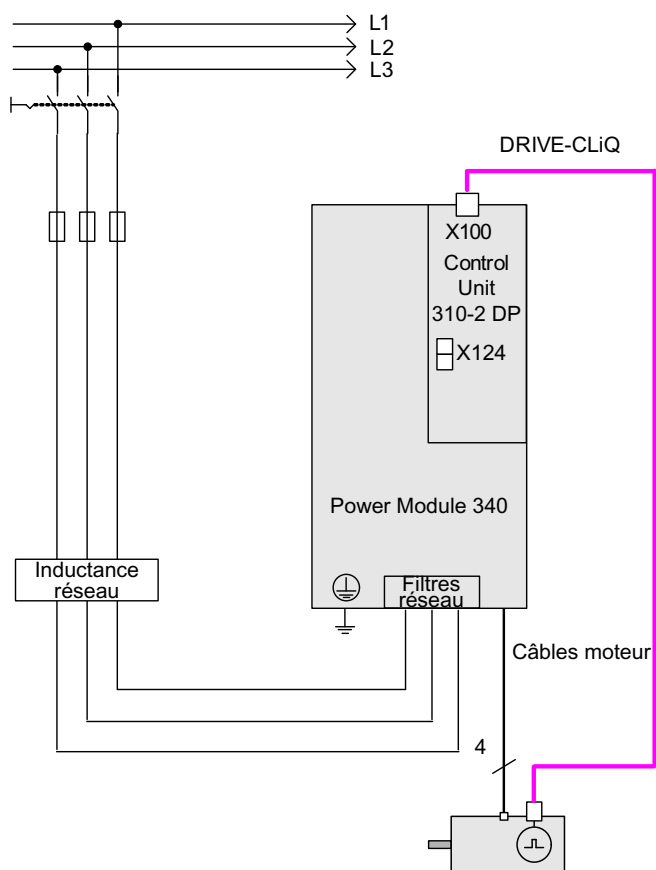 L1
L2
L3
DRIVE-CLiQ
X100
Control
Unit
310-2 DP
X124
Power Module 340
Inductance
réseau
Filtres
réseau
Câbles moteur
4